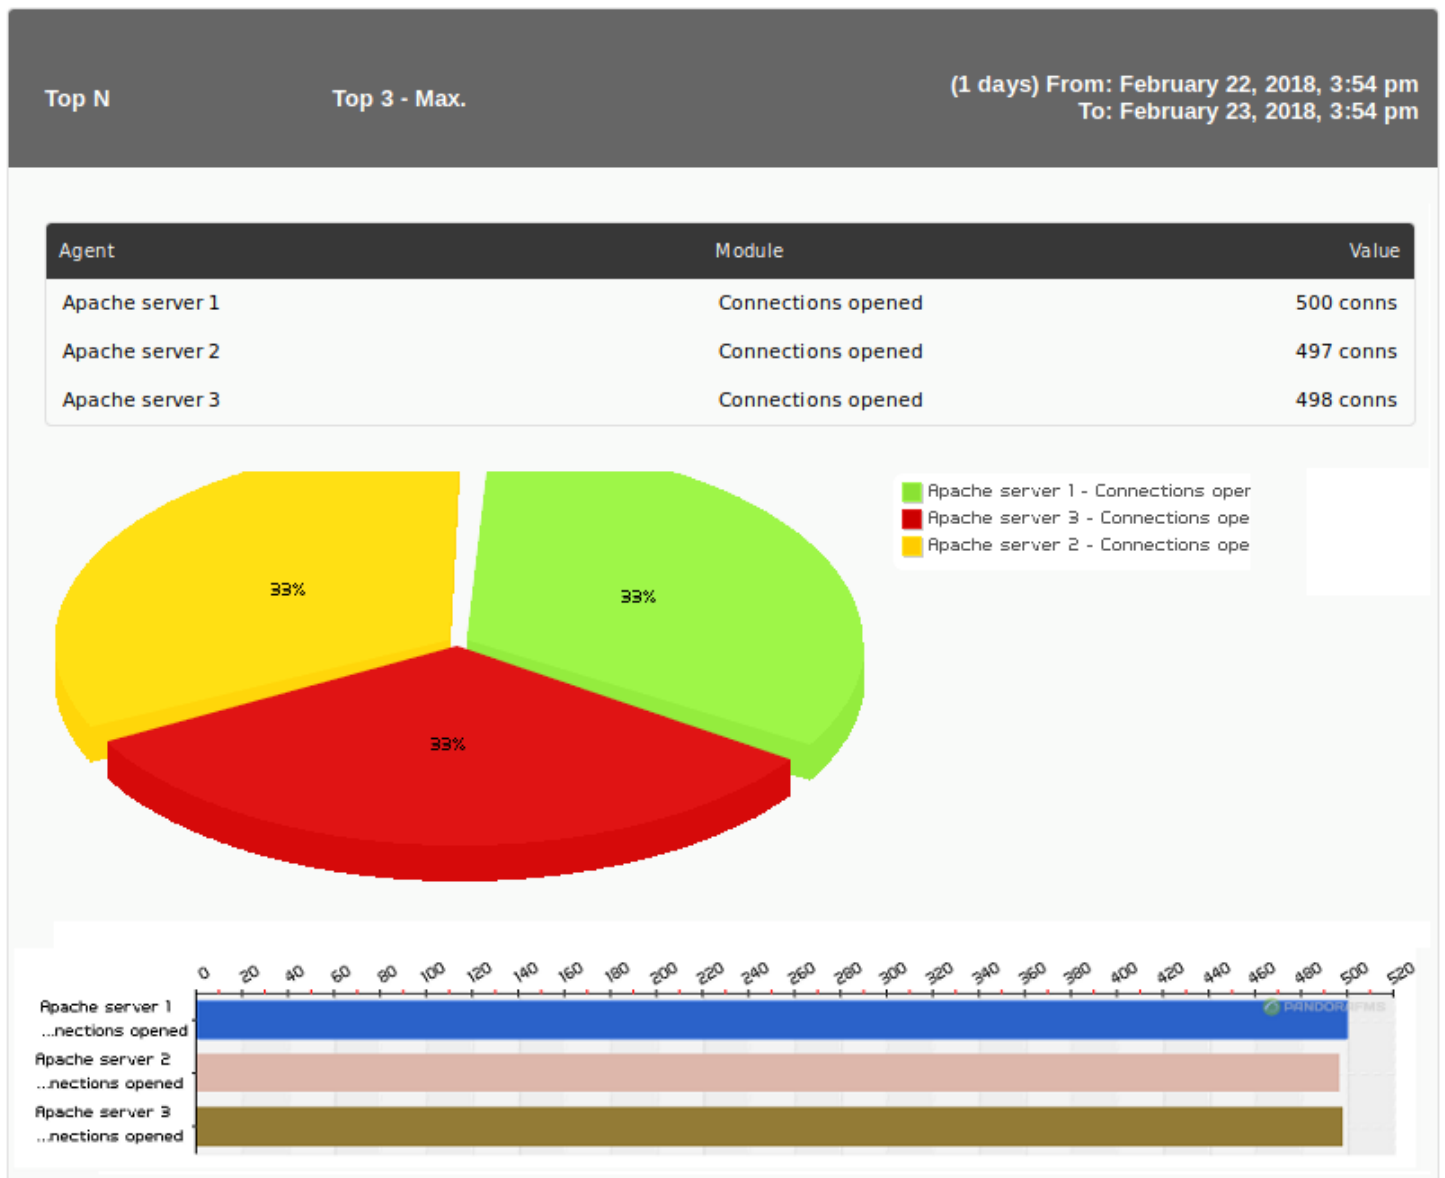 Top N
Top 3 - Max.
(1 days) From: February 22, 2018, 3:54 pm
To: February 23, 2018, 3:54 pm
Agent Module Value
Apache server 1 Connections opened 500 conns
Apache server 2 Connections opened 497 conns
Apache server 3 Connections opened 498 conns
Apache server 1 - Connections oper
Apache server 3 - Connections ope
Apache server 2 - Connections ope
33%
33%
33%
0 20 40 60 80 100 120 140 160 180 200 220 240 260 280 300 320 340 360 380 400 420 440 460 480 500 520
Apache server 1
...nections opened
PANDORAFMS
Apache server 2
...nections opened
Apache server 3
...nections opened